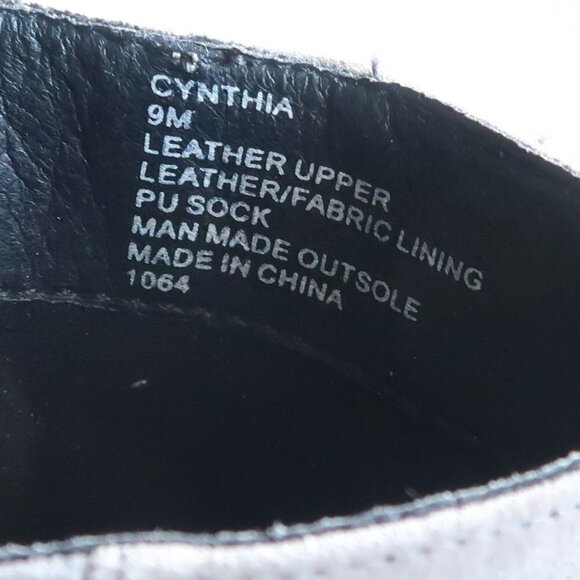 CYNTHIA
9M
LEATHER UPPER
LEATHER/FABRIC LINING
PU SOCK
MAN MADE OUTSOLE
MADE IN CHINA
1064